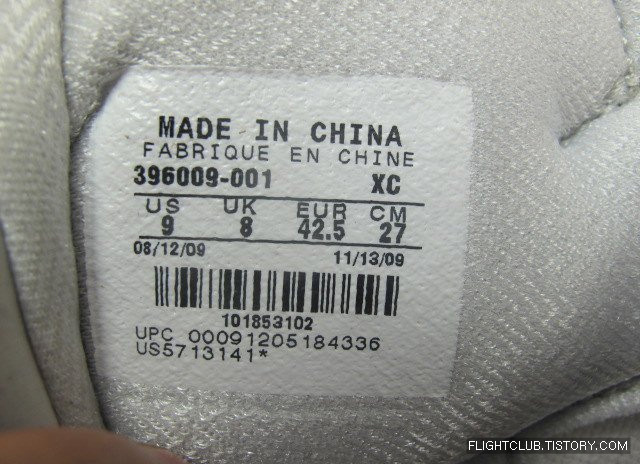 MADE IN CHINA
FABRIQUE EN CHINE
396009-001 XC
US UK EUR CM
9 8 42.5 27
08/12/09 11/13/09
101853102
UPC 00091205184336
US5713141*
FLIGHTCLUB.TISTORY.COM